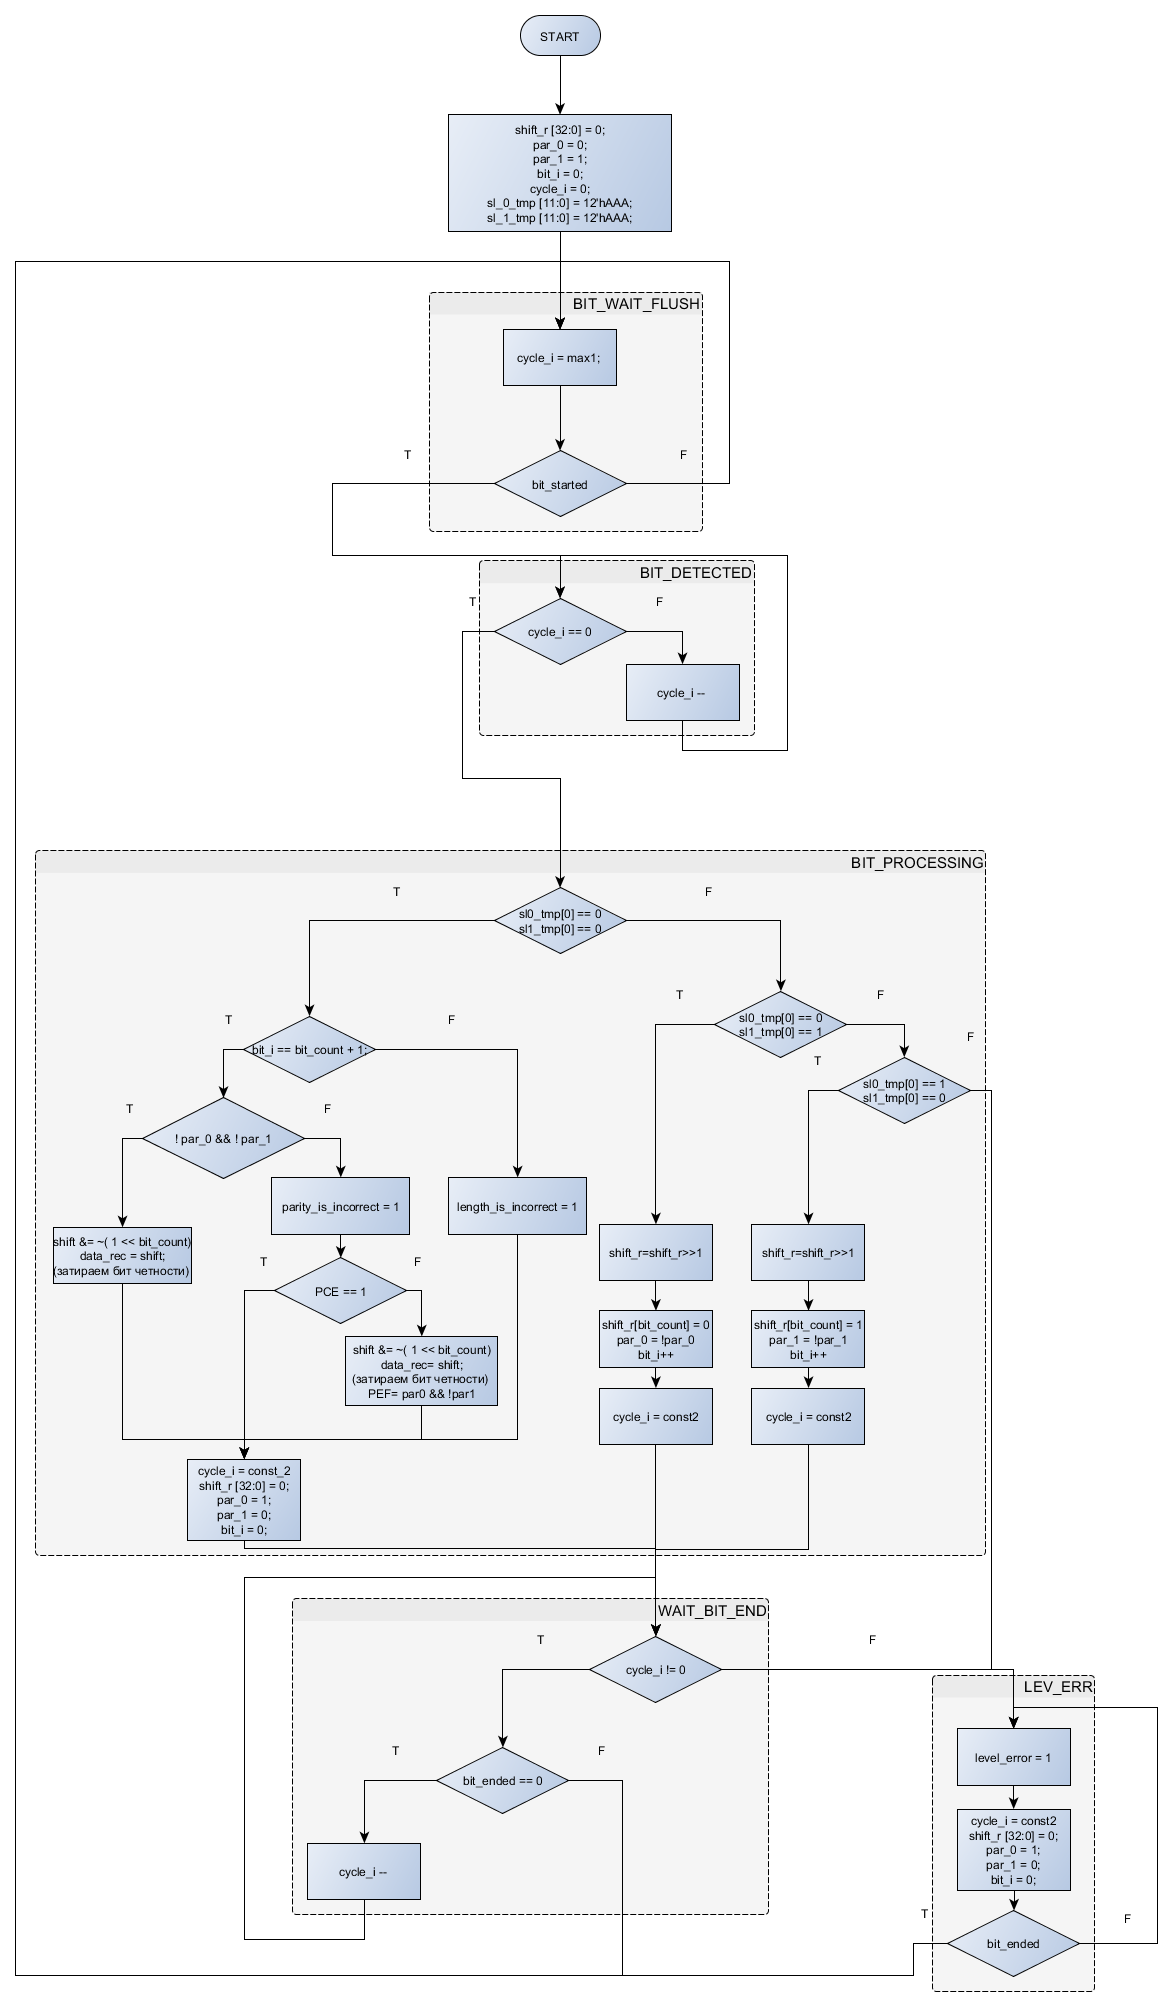 START
shift_r [32:0] = 0;
par_0 = 0;
par_1 = 1;
bit_i = 0;
cycle_i = 0;
sl_0_tmp [11:0] = 12'hAAA;
sl_1_tmp [11:0] = 12'hAAA;
BIT_WAIT_FLUSH
cycle_i = max1;
T
F
bit_started
BIT_DETECTED
T
F
cycle_i == 0
cycle_i --
BIT_PROCESSING
T
F
sl0_tmp[0] == 0
sl1_tmp[0] == 0
T
F
sl0_tmp[0] == 0
sl1_tmp[0] == 1
T
F
bit_i == bit_count + 1;
F
T
sl0_tmp[0] == 1
sl1_tmp[0] == 0
T
F
! par_0 && ! par_1
parity_is_incorrect = 1
length_is_incorrect = 1
shift &= ~( 1 << bit_count)
data_rec = shift;
(затираем бит четности)
shift_r=shift_r>>1
shift_r=shift_r>>1
T
F
PCE == 1
shift_r[bit_count] = 0
par_0 = !par_0
bit_i++
shift_r[bit_count] = 1
par_1 = !par_1
bit_i++
shift &= ~( 1 << bit_count)
data_rec= shift;
(затираем бит четности)
PEF= par0 && !par1
cycle_i = const2
cycle_i = const2
cycle_i = const_2
shift_r [32:0] = 0;
par_0 = 1;
par_1 = 0;
bit_i = 0;
WAIT_BIT_END
T
F
cycle_i != 0
LEV_ERR
level_error = 1
T
F
bit_ended == 0
cycle_i = const2
shift_r [32:0] = 0;
par_0 = 1;
par_1 = 0;
bit_i = 0;
cycle_i --
T
F
bit_ended